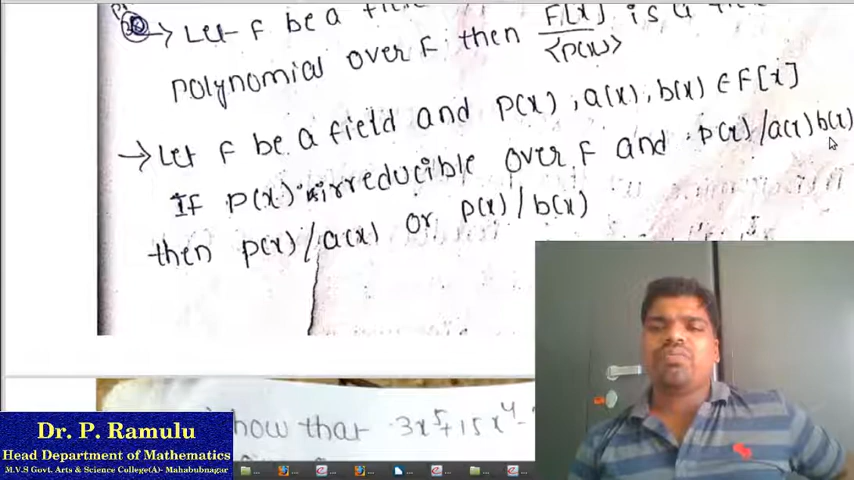 → Let F be a
polynomial over F then F[x]/<P(x)> is a
→ Let F be a field and P(x), a(x), b(x) ∈ F[x]
If P(x) irreducible over F and P(x)/a(x)b(x)
then p(x)/a(x) or p(x)/b(x)
how that 3x⁵+15x⁴-
Dr. P. Ramulu
Head Department of Mathematics
M.V.S Govt. Arts & Science College(A)- Mahabubnagar